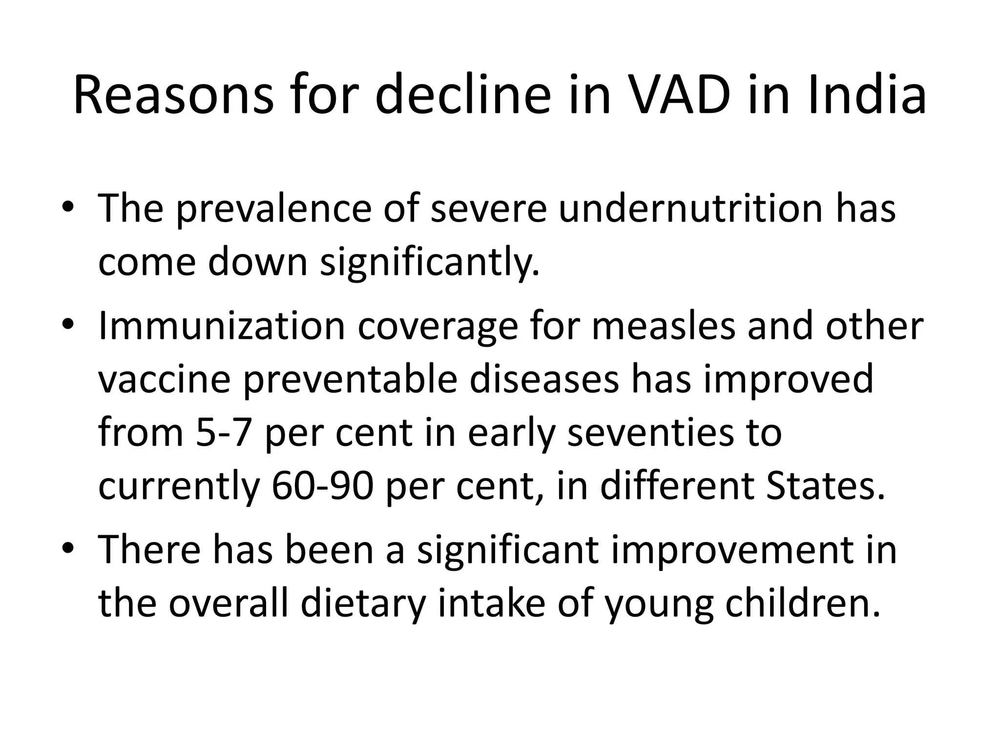 Reasons for decline in VAD in India
• The prevalence of severe undernutrition has
come down significantly.
• Immunization coverage for measles and other
vaccine preventable diseases has improved
from 5-7 per cent in early seventies to
currently 60-90 per cent, in different States.
• There has been a significant improvement in
the overall dietary intake of young children.